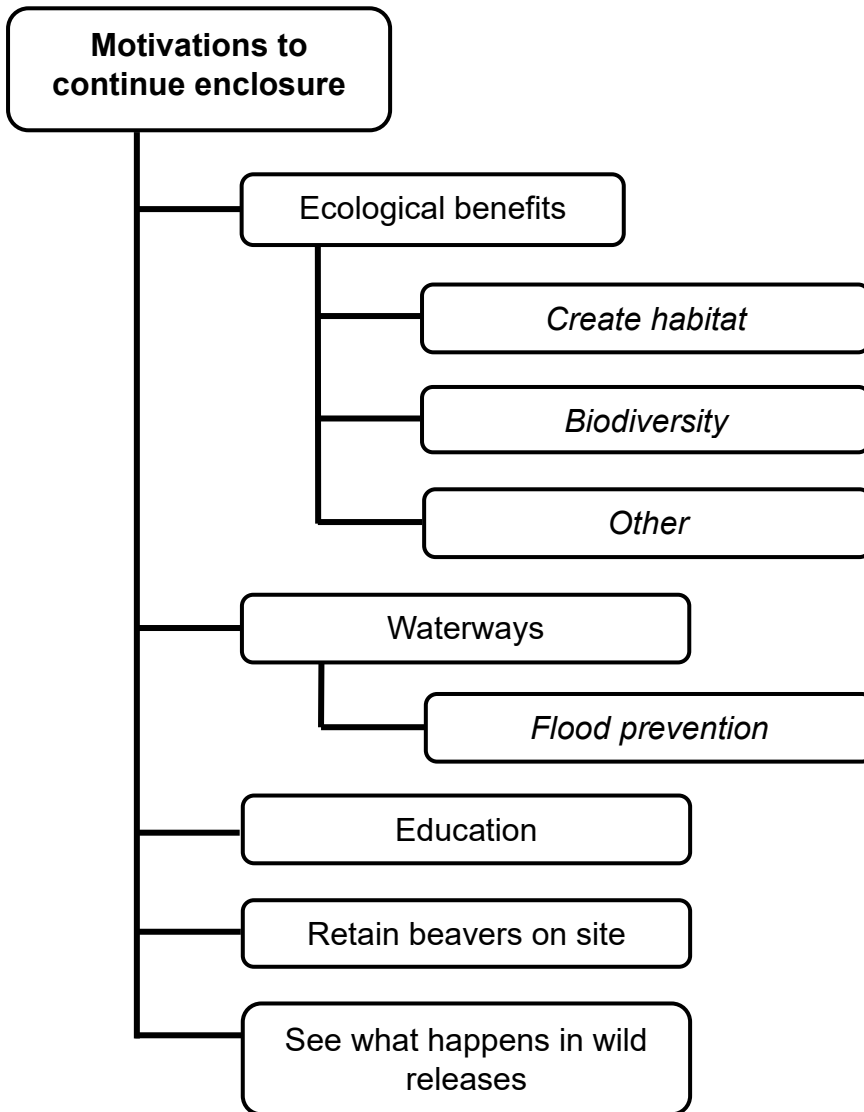 Motivations to
continue enclosure
Ecological benefits
Create habitat
Biodiversity
Other
Waterways
Flood prevention
Education
Retain beavers on site
See what happens in wild
releases